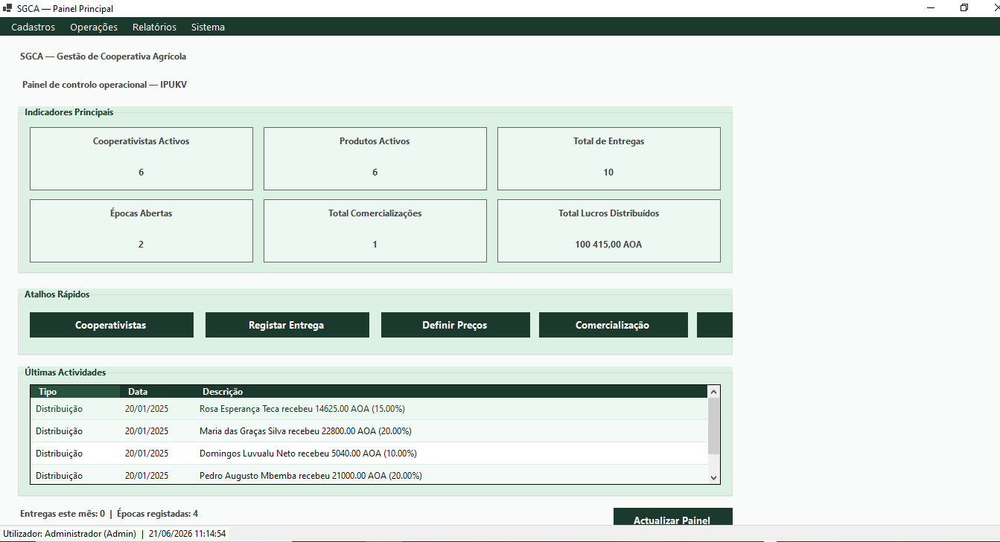 SGCA — Painel Principal
Cadastros Operações Relatórios Sistema
SGCA — Gestão de Cooperativa Agrícola
Painel de controlo operacional — IPUKV
Indicadores Principais
Cooperativistas Activos Produtos Activos Total de Entregas
6 6 10
Épocas Abertas Total Comercializações Total Lucros Distribuídos
2 1 100 415,00 AOA
Atalhos Rápidos
Cooperativistas Registar Entrega Definir Preços Comercialização
Últimas Actividades
Tipo Data Descrição
Distribuição 20/01/2025 Rosa Esperança Teca recebeu 14625.00 AOA (15.00%)
Distribuição 20/01/2025 Maria das Graças Silva recebeu 22800.00 AOA (20.00%)
Distribuição 20/01/2025 Domingos Luvualu Neto recebeu 5040.00 AOA (10.00%)
Distribuição 20/01/2025 Pedro Augusto Mbemba recebeu 21000.00 AOA (20.00%)
Entregas este mês: 0 | Épocas registadas: 4
Actualizar Painel
Utilizador: Administrador (Admin) | 21/06/2026 11:14:54